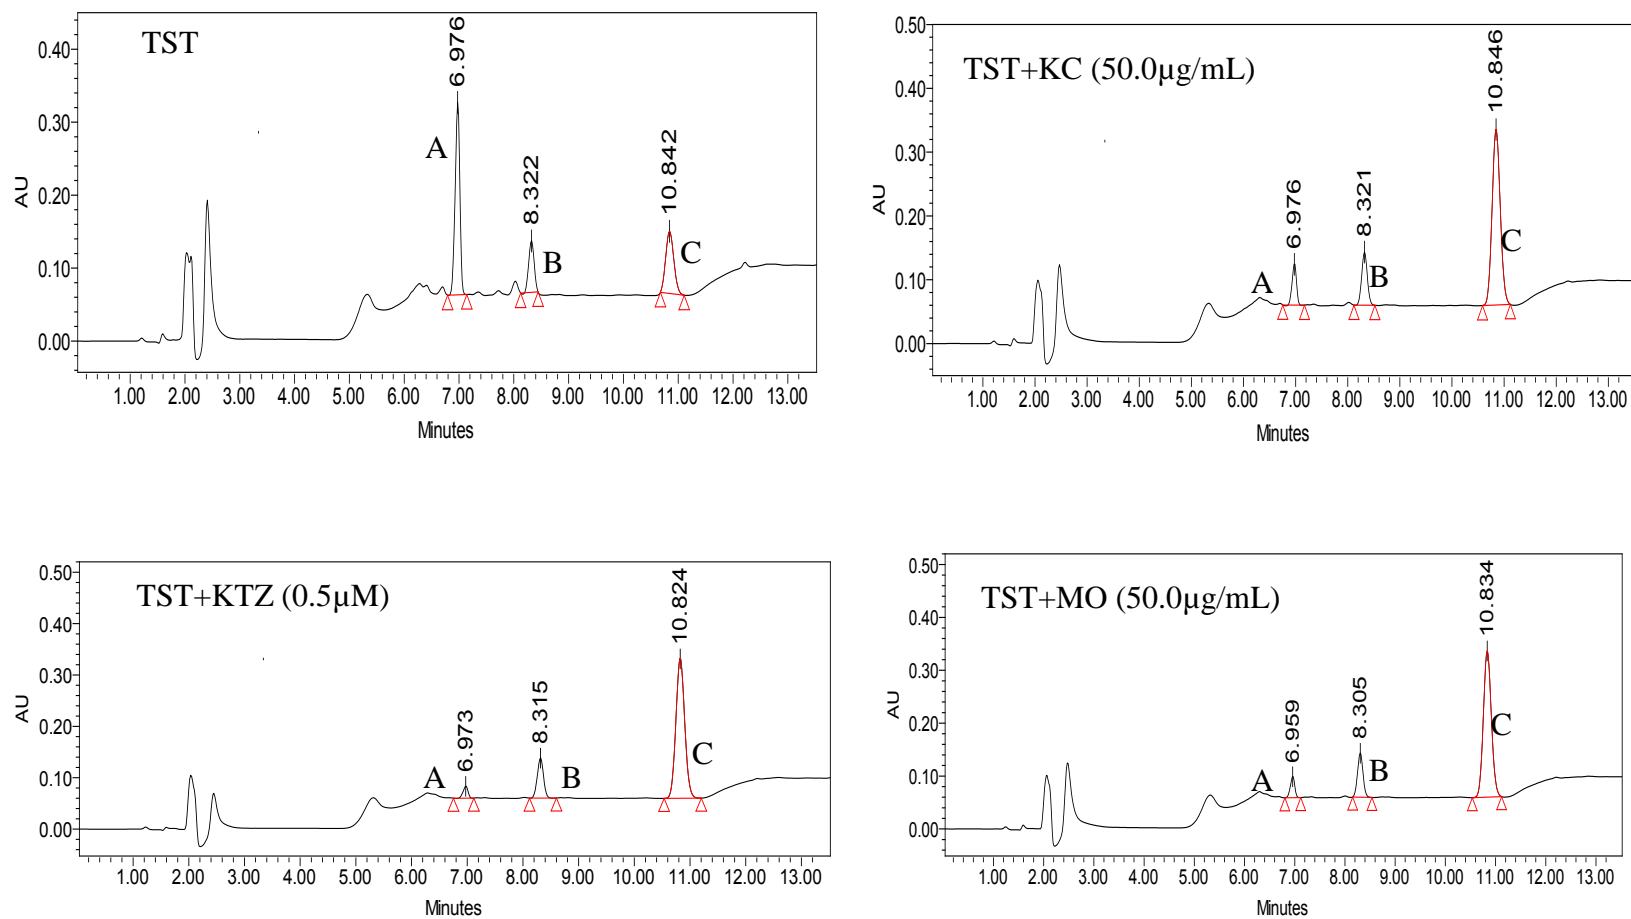 TST
6.976
8.322
10.842
A
B
C
AU
0.40
0.30
0.20
0.10
0.00
1.00 2.00 3.00 4.00 5.00 6.00 7.00 8.00 9.00 10.00 11.00 12.00 13.00
Minutes
TST+KC (50.0µg/mL)
6.976
8.321
10.846
A
B
C
AU
0.50
0.40
0.30
0.20
0.10
0.00
1.00 2.00 3.00 4.00 5.00 6.00 7.00 8.00 9.00 10.00 11.00 12.00 13.00
Minutes
TST+KTZ (0.5µM)
6.973
8.315
10.824
A
B
C
AU
0.50
0.40
0.30
0.20
0.10
0.00
1.00 2.00 3.00 4.00 5.00 6.00 7.00 8.00 9.00 10.00 11.00 12.00 13.00
Minutes
TST+MO (50.0µg/mL)
6.959
8.305
10.834
A
B
C
AU
0.50
0.40
0.30
0.20
0.10
0.00
1.00 2.00 3.00 4.00 5.00 6.00 7.00 8.00 9.00 10.00 11.00 12.00 13.00
Minutes